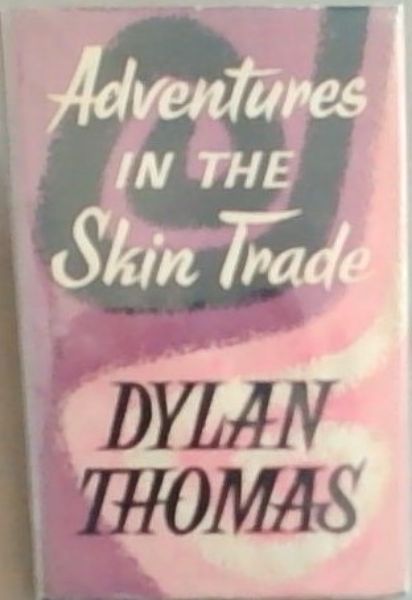 Adventures
IN THE
Skin Trade
DYLAN
THOMAS